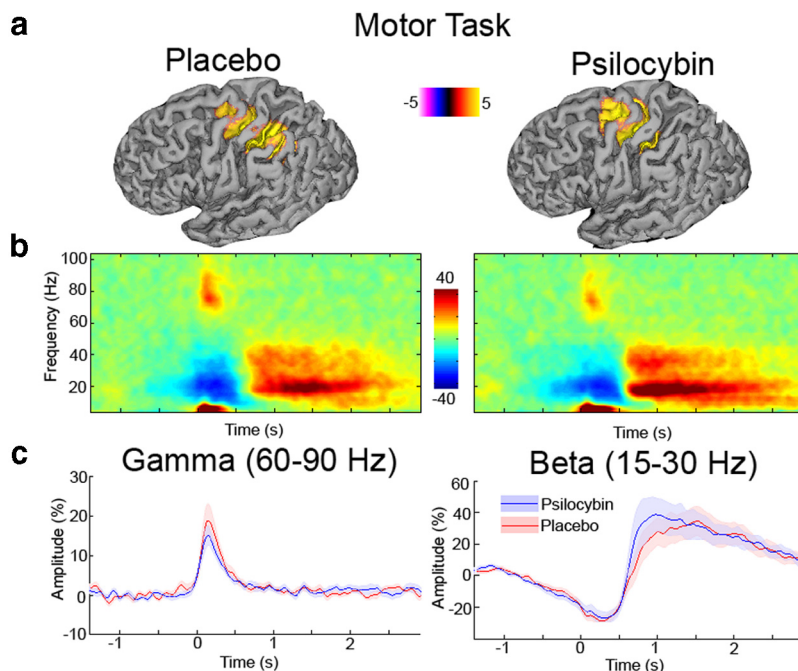 a
Motor Task
Placebo
Psilocybin
-5
5
b
Frequency (Hz)
100
80
60
40
20
40
-40
Time (s)
Time (s)
c
Gamma (60-90 Hz)
Amplitude (%)
30
20
10
0
-10
-1
0
1
2
Time (s)
Beta (15-30 Hz)
Amplitude (%)
60
40
20
0
-20
Psilocybin
Placebo
-1
0
1
2
Time (s)